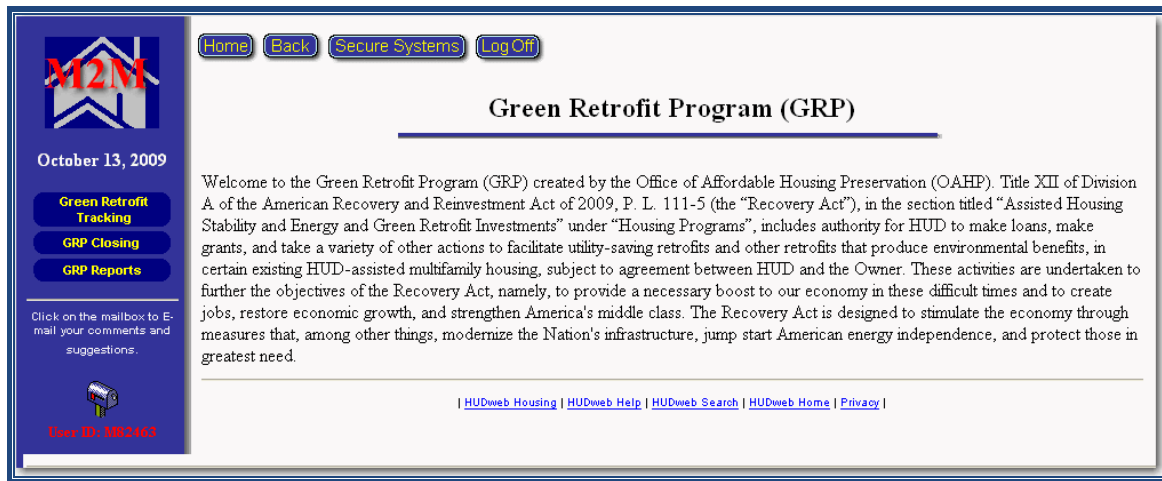 M2M
October 13, 2009
Green Retrofit
Tracking
GRP Closing
GRP Reports
Click on the mailbox to E-
mail your comments and
suggestions.
User ID: M82463
Home Back Secure Systems Log Off
Green Retrofit Program (GRP)
Welcome to the Green Retrofit Program (GRP) created by the Office of Affordable Housing Preservation (OAHP). Title XII of Division
A of the American Recovery and Reinvestment Act of 2009, P. L. 111-5 (the “Recovery Act”), in the section titled “Assisted Housing
Stability and Energy and Green Retrofit Investments” under “Housing Programs”, includes authority for HUD to make loans, make
grants, and take a variety of other actions to facilitate utility-saving retrofits and other retrofits that produce environmental benefits, in
certain existing HUD-assisted multifamily housing, subject to agreement between HUD and the Owner. These activities are undertaken to
further the objectives of the Recovery Act, namely, to provide a necessary boost to our economy in these difficult times and to create
jobs, restore economic growth, and strengthen America's middle class. The Recovery Act is designed to stimulate the economy through
measures that, among other things, modernize the Nation's infrastructure, jump start American energy independence, and protect those in
greatest need.
| HUDweb Housing | HUDweb Help | HUDweb Search | HUDweb Home | Privacy |